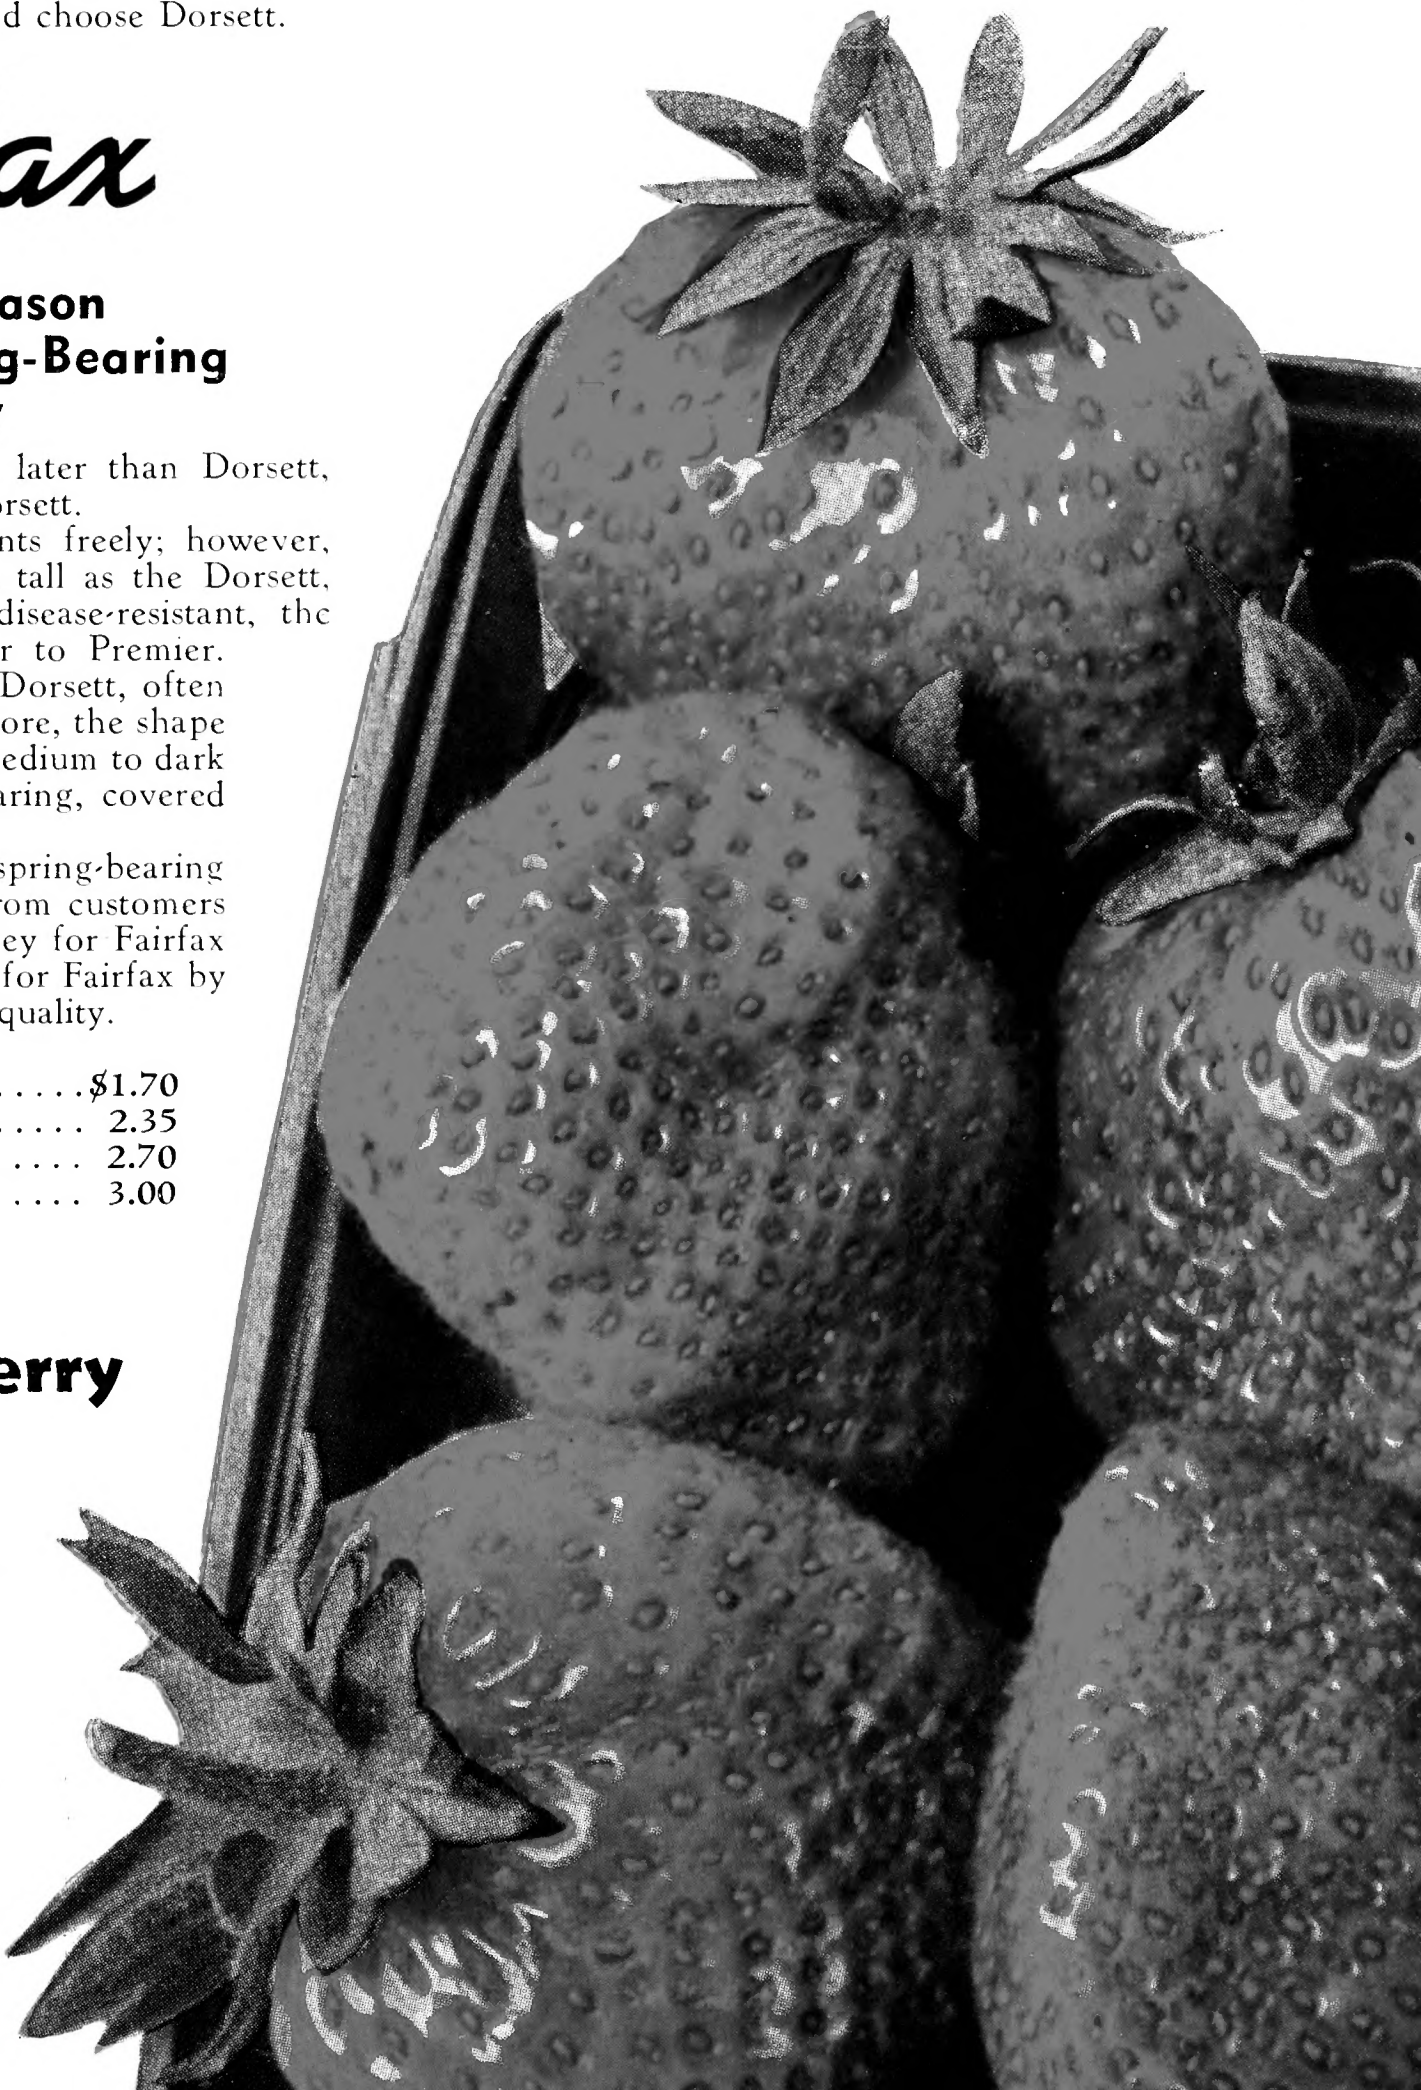 d choose Dorsett.
ax
ason
g-Bearing
y
later than Dorsett,
orsett.
nts freely; however,
tall as the Dorsett,
disease-resistant, the
r to Premier.
Dorsett, often
ore, the shape
edium to dark
aring, covered
spring-bearing
rom customers
ey for Fairfax
for Fairfax by
quality.
.....$1.70
..... 2.35
.... 2.70
.... 3.00
erry